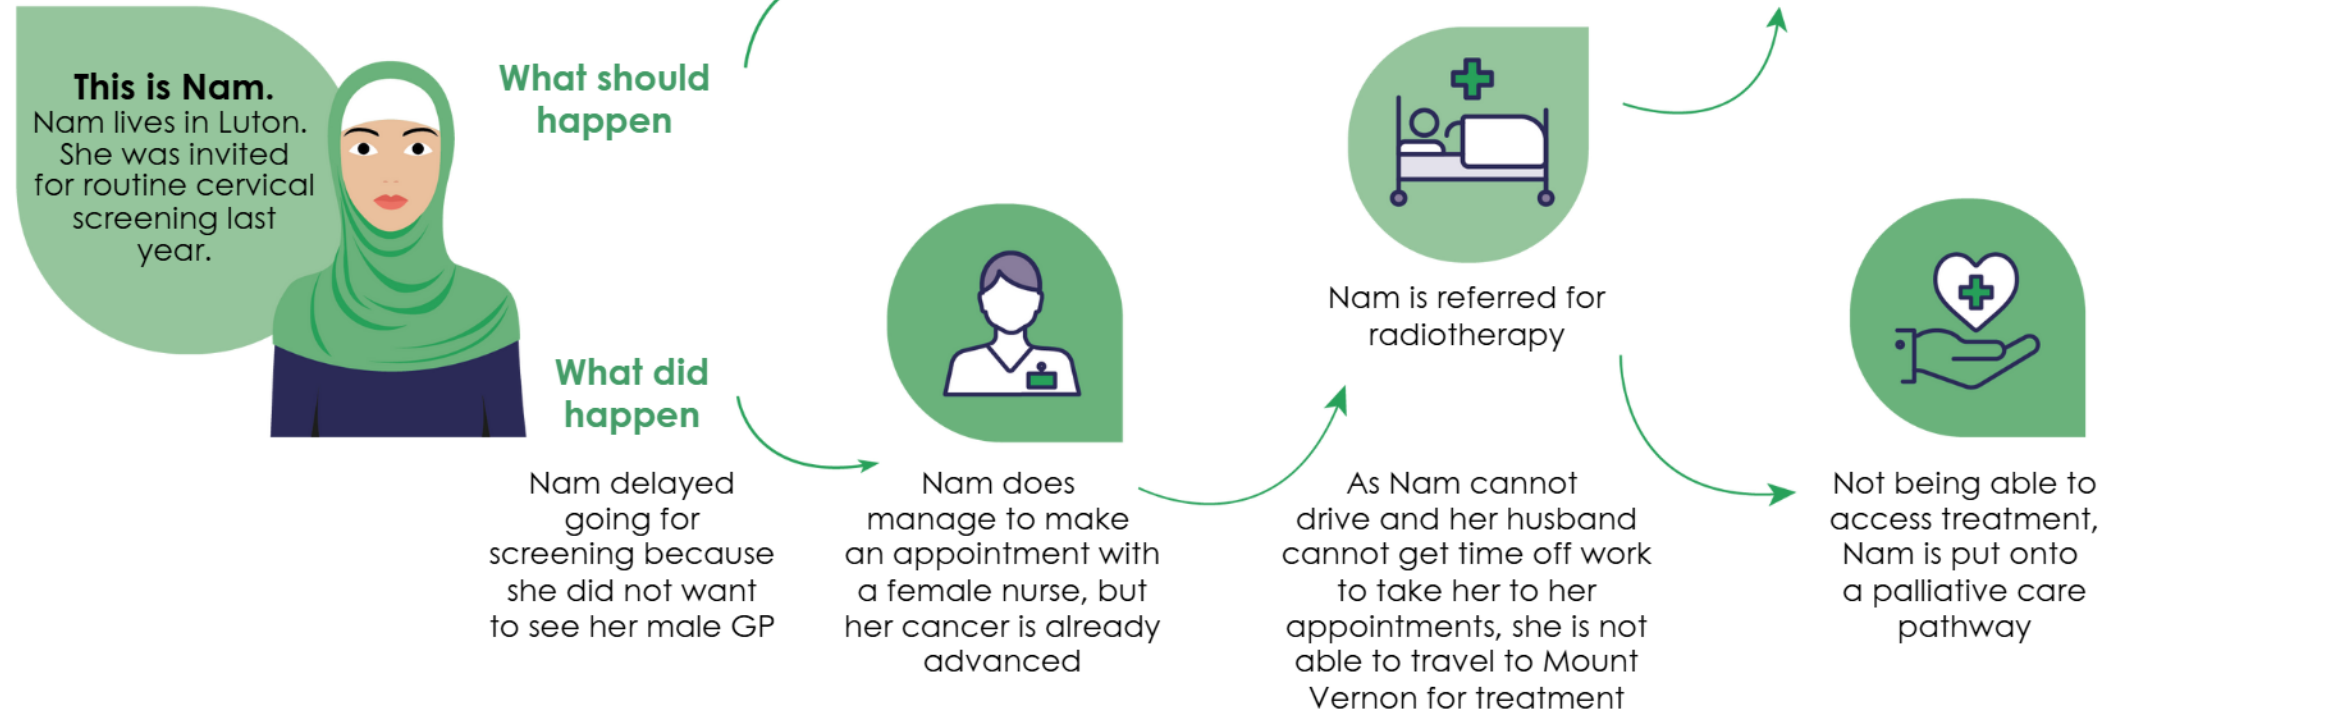 This is Nam.
Nam lives in Luton.
She was invited
for routine cervical
screening last
year.
What should
happen
What did
happen
Nam delayed
going for
screening because
she did not want
to see her male GP
Nam does
manage to make
an appointment with
a female nurse, but
her cancer is already
advanced
Nam is referred for
radiotherapy
As Nam cannot
drive and her husband
cannot get time off work
to take her to her
appointments, she is not
able to travel to Mount
Vernon for treatment
Not being able to
access treatment,
Nam is put onto
a palliative care
pathway